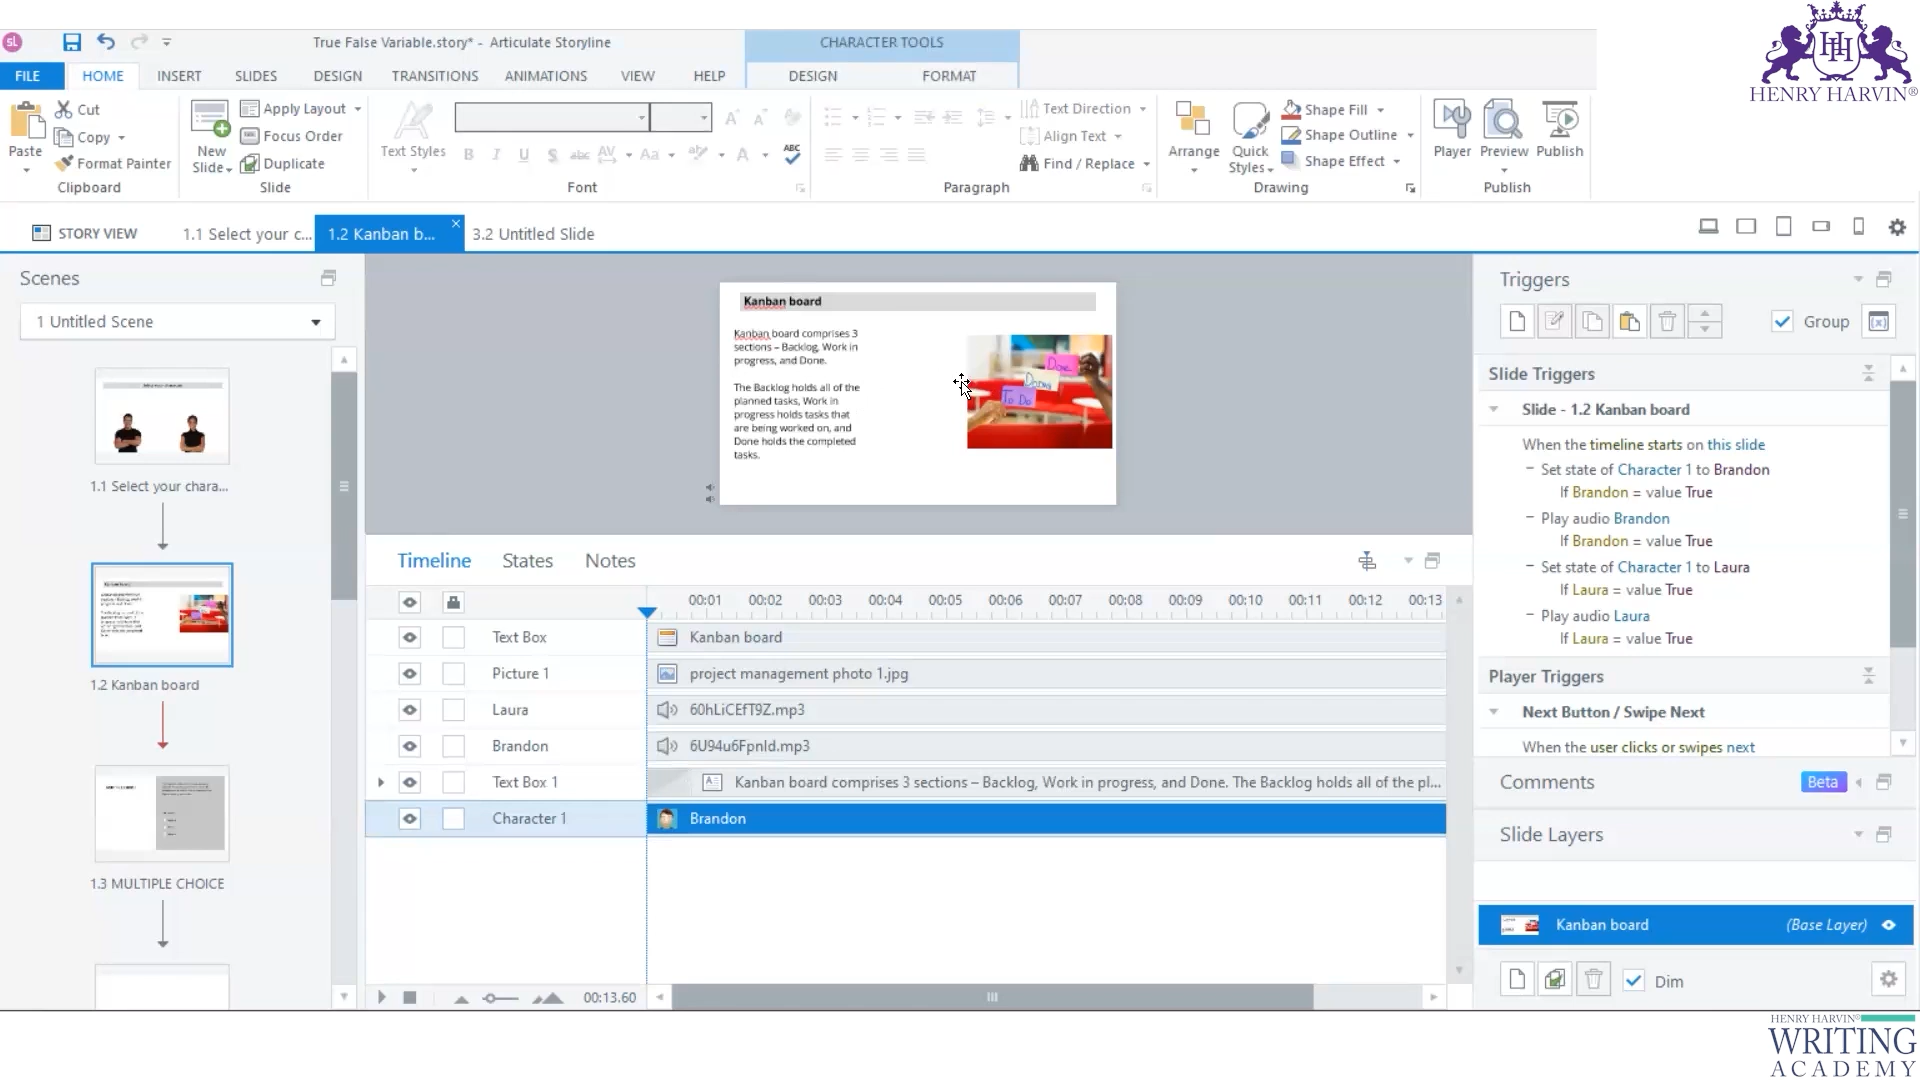 HENRY HARVIN®
True False Variable.story* - Articulate Storyline
CHARACTER TOOLS
FILE
HOME
INSERT
SLIDES
DESIGN
TRANSITIONS
ANIMATIONS
VIEW
HELP
DESIGN
FORMAT
Paste
Cut
Copy
Format Painter
Clipboard
New Slide
Apply Layout
Focus Order
Duplicate
Slide
Text Styles
B I U S abc AV Aa A
ABC
Font
Text Direction
Align Text
Find / Replace
Paragraph
Arrange
Quick Styles
Shape Fill
Shape Outline
Shape Effect
Drawing
Player
Preview
Publish
Publish
STORY VIEW
1.1 Select your c...
1.2 Kanban b...
3.2 Untitled Slide
Scenes
1 Untitled Scene
1.1 Select your chara...
1.2 Kanban board
1.3 MULTIPLE CHOICE
Kanban board
Kanban board comprises 3
sections – Backlog, Work in
progress, and Done.
The Backlog holds all of the
planned tasks, Work in
progress holds tasks that
are being worked on, and
Done holds the completed
tasks.
Done
Doing
To Do
Timeline
States
Notes
00:01 00:02 00:03 00:04 00:05 00:06 00:07 00:08 00:09 00:10 00:11 00:12 00:13
Text Box
Kanban board
Picture 1
project management photo 1.jpg
Laura
60hLiCEfT9Z.mp3
Brandon
6U94u6FpnId.mp3
Text Box 1
Kanban board comprises 3 sections – Backlog, Work in progress, and Done. The Backlog holds all of the pl...
Character 1
Brandon
00:13.60
Triggers
Group
Slide Triggers
Slide - 1.2 Kanban board
When the timeline starts on this slide
– Set state of Character 1 to Brandon
If Brandon = value True
– Play audio Brandon
If Brandon = value True
– Set state of Character 1 to Laura
If Laura = value True
– Play audio Laura
If Laura = value True
Player Triggers
Next Button / Swipe Next
When the user clicks or swipes next
Comments
Beta
Slide Layers
Kanban board
(Base Layer)
Dim
HENRY HARVIN®
WRITING
ACADEMY